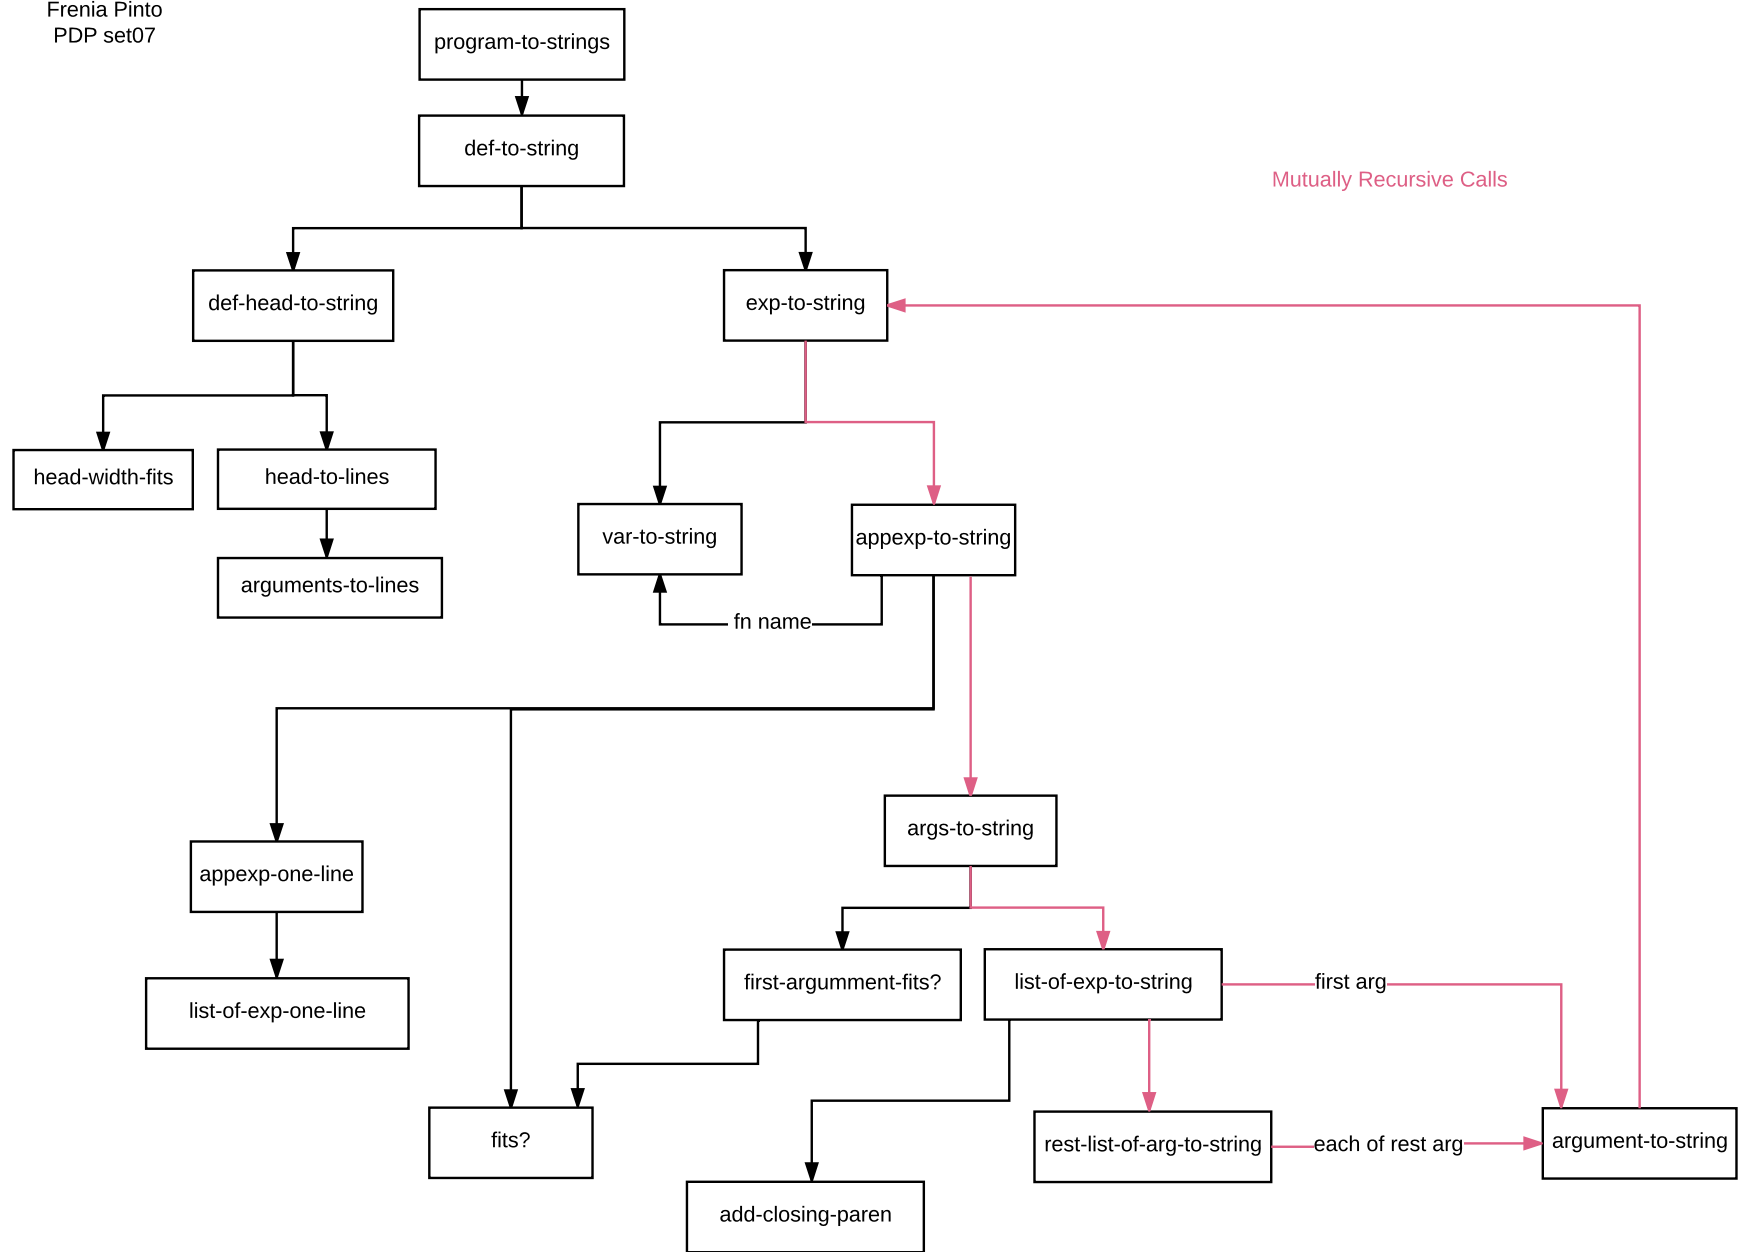 Frenia Pinto
PDP set07
program-to-strings
def-to-string
Mutually Recursive Calls
def-head-to-string
exp-to-string
head-width-fits
head-to-lines
var-to-string
appexp-to-string
arguments-to-lines
fn name
args-to-string
appexp-one-line
first-argumment-fits?
list-of-exp-to-string
first arg
list-of-exp-one-line
fits?
rest-list-of-arg-to-string
each of rest arg
argument-to-string
add-closing-paren